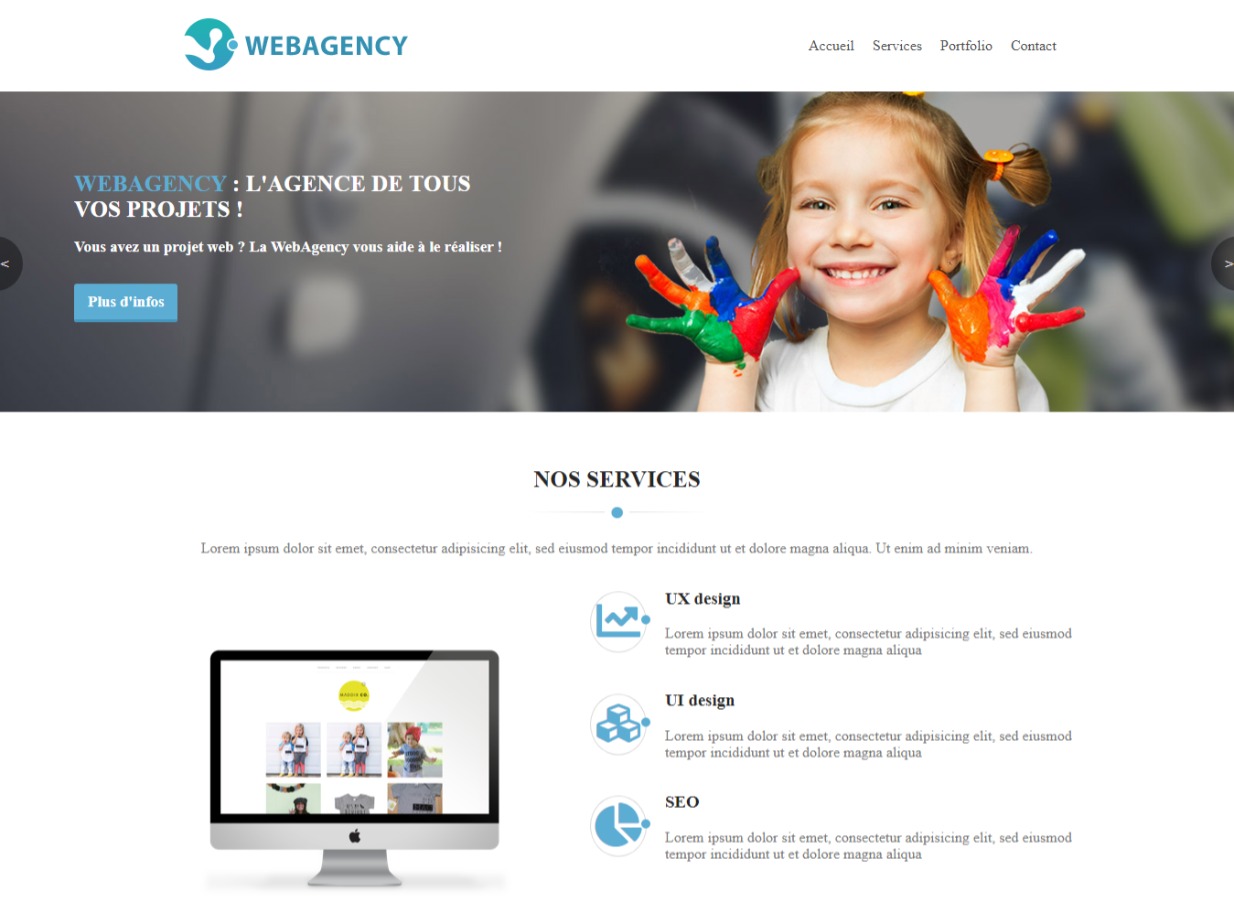 WEBAGENCY
Accueil Services Portfolio Contact
WEBAGENCY : L'AGENCE DE TOUS
VOS PROJETS !
Vous avez un projet web ? La WebAgency vous aide à le réaliser !
<
>
Plus d'infos
NOS SERVICES
Lorem ipsum dolor sit emet, consectetur adipisicing elit, sed eiusmod tempor incididunt ut et dolore magna aliqua. Ut enim ad minim veniam.
UX design
Lorem ipsum dolor sit emet, consectetur adipisicing elit, sed eiusmod
tempor incididunt ut et dolore magna aliqua
UI design
Lorem ipsum dolor sit emet, consectetur adipisicing elit, sed eiusmod
tempor incididunt ut et dolore magna aliqua
SEO
Lorem ipsum dolor sit emet, consectetur adipisicing elit, sed eiusmod
tempor incididunt ut et dolore magna aliqua